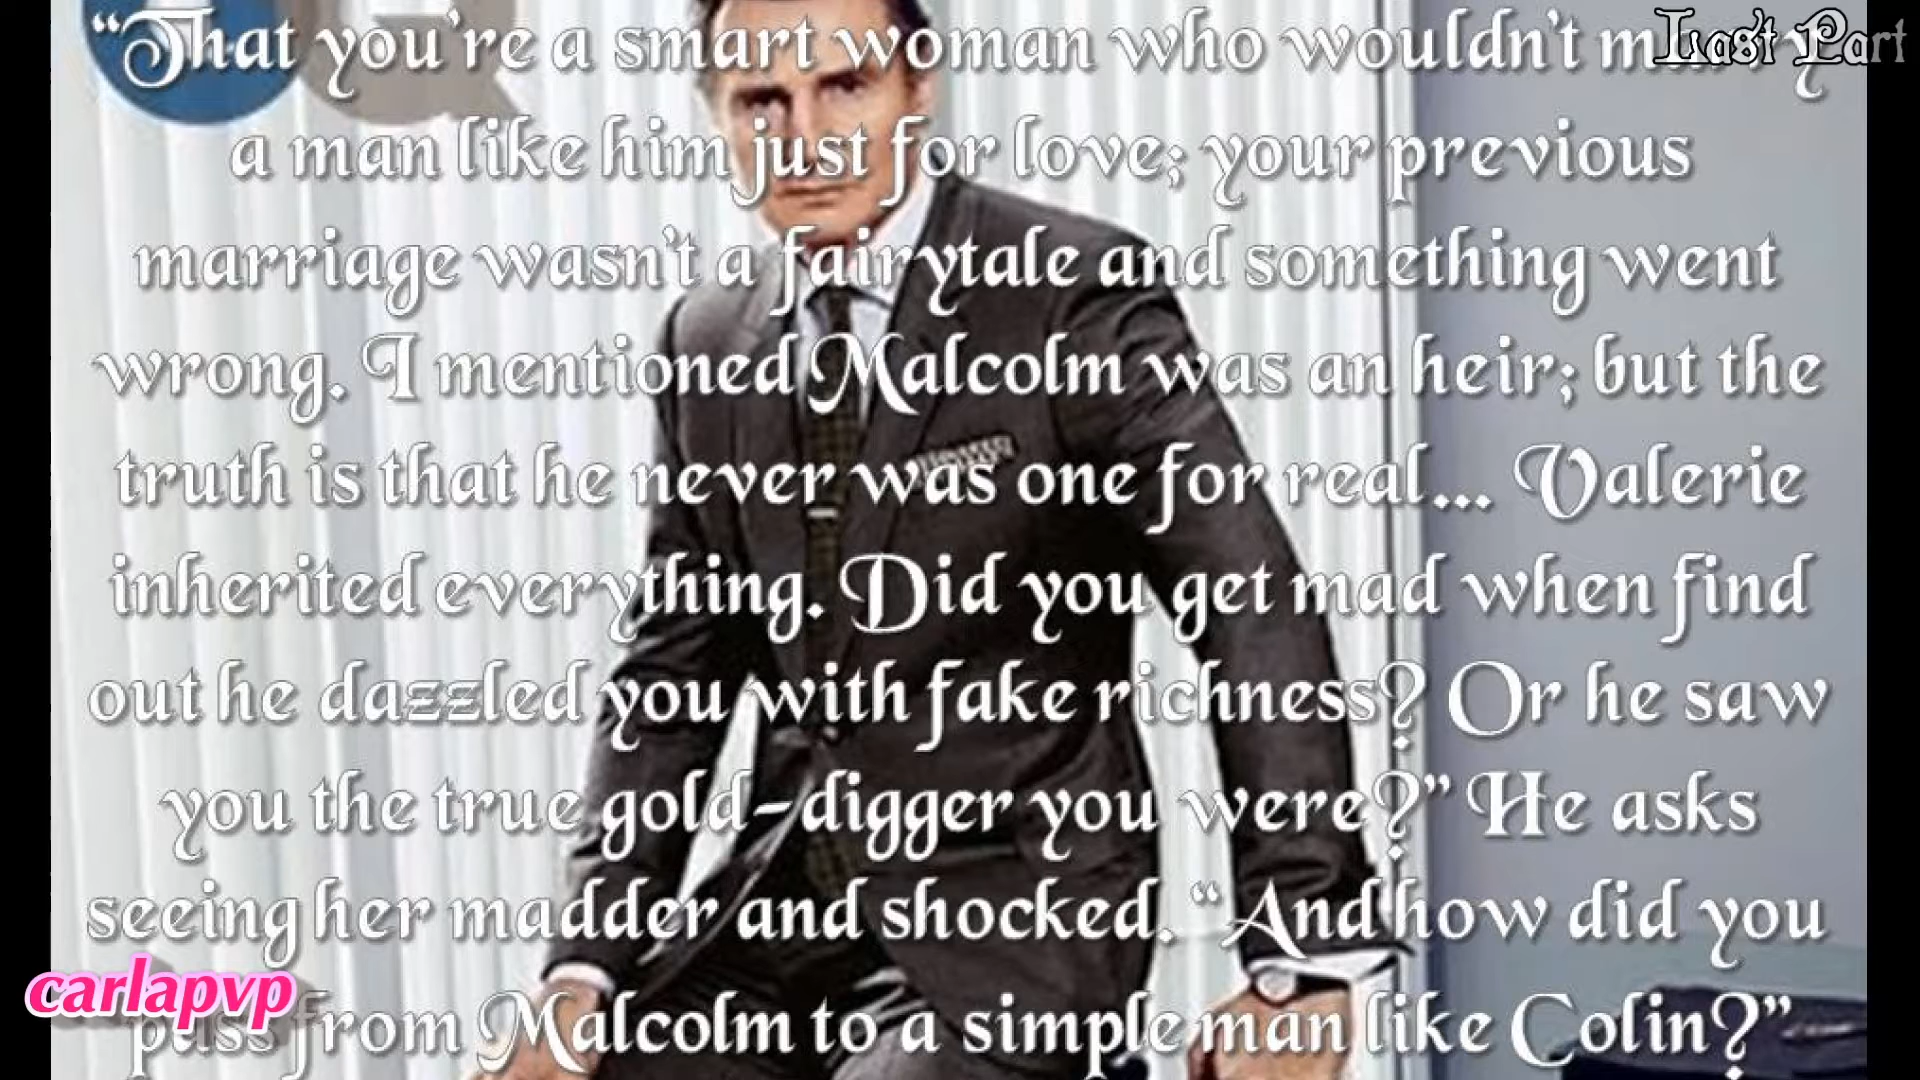 Last Part
“That you're a smart woman who wouldn't marry
a man like him just for love; your previous
marriage wasn't a fairytale and something went
wrong. I mentioned Malcolm was an heir; but the
truth is that he never was one for real... Valerie
inherited everything. Did you get mad when find
out he dazzled you with fake richness? Or he saw
you the true gold-digger you were?” He asks
seeing her madder and shocked. “And how did you
pass from Malcolm to a simple man like Colin?”
carlapvp